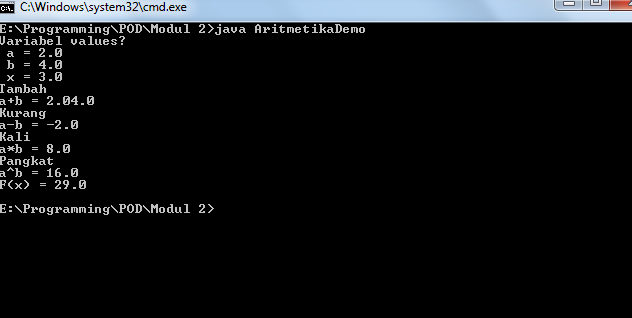 C:\Windows\system32\cmd.exe
E:\Programming\POD\Modul 2>java AritmetikaDemo
Variabel values?
a = 2.0
b = 4.0
x = 3.0
Tambah
a+b = 2.04.0
Kurang
a-b = -2.0
Kali
a*b = 8.0
Pangkat
a^b = 16.0
F(x) = 29.0
E:\Programming\POD\Modul 2>